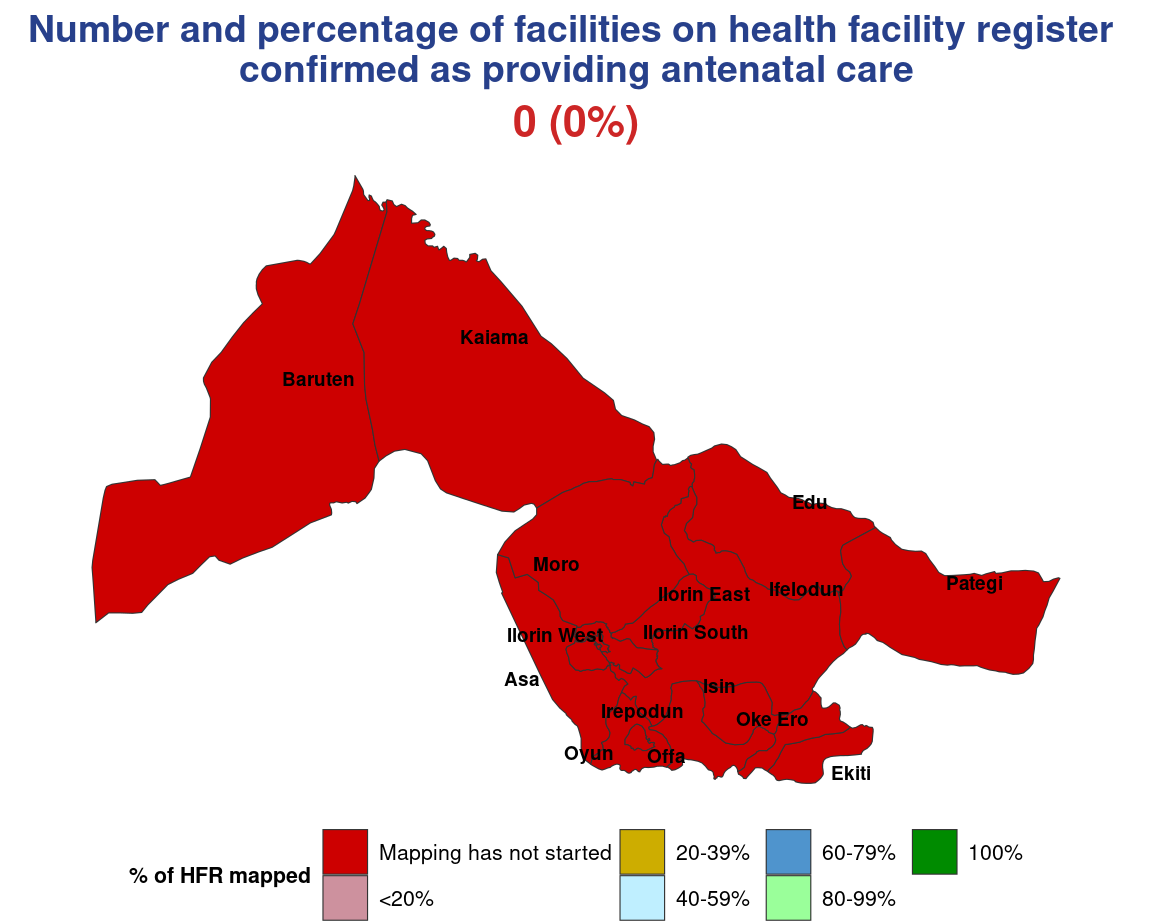 Number and percentage of facilities on health facility register
confirmed as providing antenatal care
0 (0%)
Kaiama
Baruten
Edu
Moro
Pategi
Ifelodun
Ilorin East
Ilorin South
Ilorin West
Asa
Isin
Irepodun
Oke Ero
Oyun
Offa
Ekiti
% of HFR mapped
Mapping has not started
<20%
20-39%
40-59%
60-79%
80-99%
100%